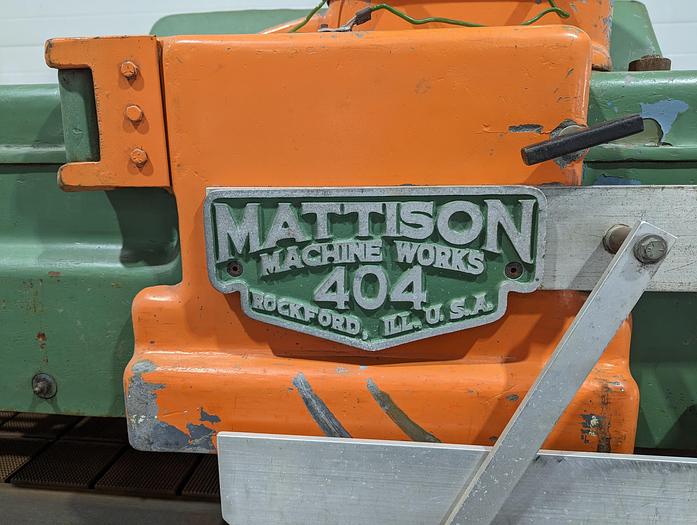 MATTISON
MACHINE WORKS
404
ROCKFORD, ILL., U.S.A.